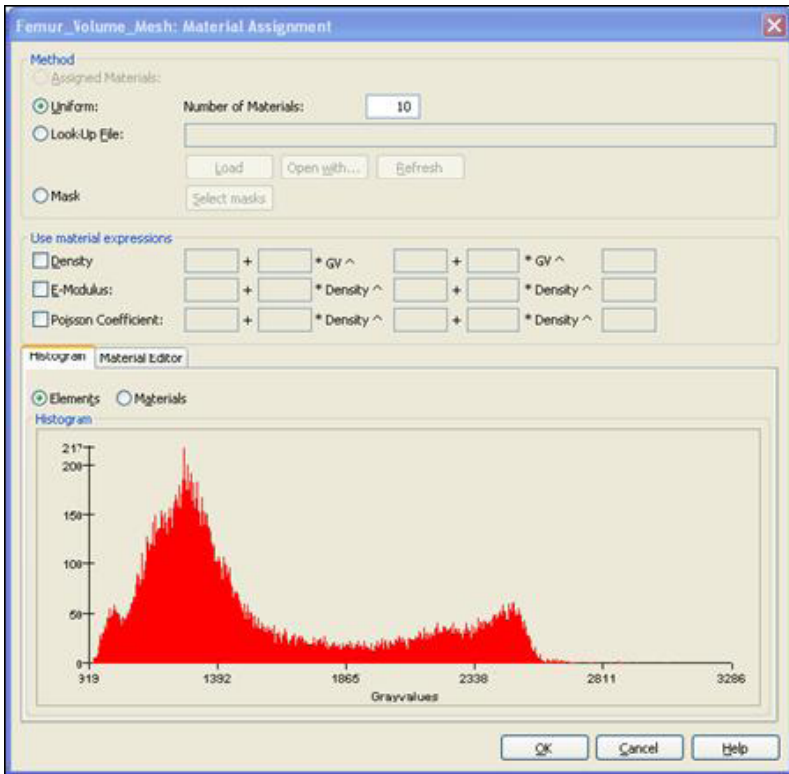 Femur_Volume_Mesh: Material Assignment
Method
Assigned Materials:
Uniform: Number of Materials: 10
Look-Up File:
Load Open with... Refresh
Mask Select masks
Use material expressions
Density + * GV ^ + * GV ^
E-Modulus: + * Density ^ + * Density ^
Poisson Coefficient: + * Density ^ + * Density ^
Histogram Material Editor
Elements Materials
Histogram
217
200
150
100
50
0
919 1392 1865 2338 2811 3286
Grayvalues
OK Cancel Help